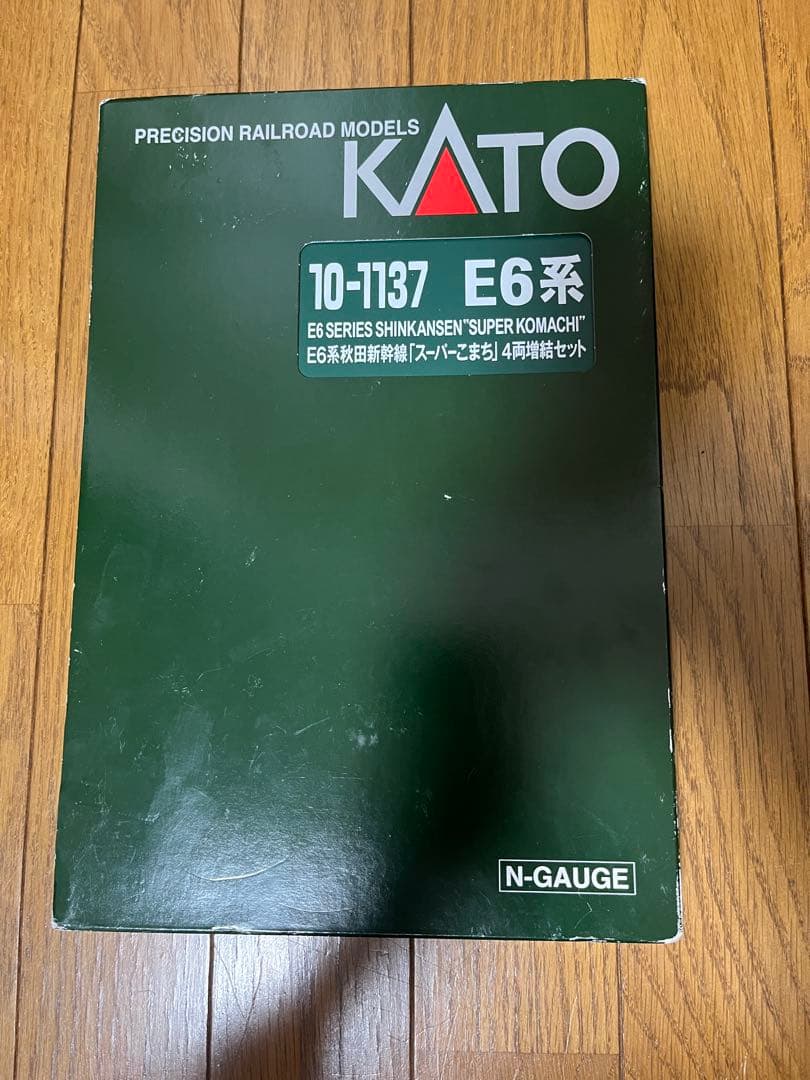 PRECISION RAILROAD MODELS
KATO
10-1137 E6系
E6 SERIES SHINKANSEN "SUPER KOMACHI"
E6系秋田新幹線「スーパーこまち」4両増結セット
N-GAUGE